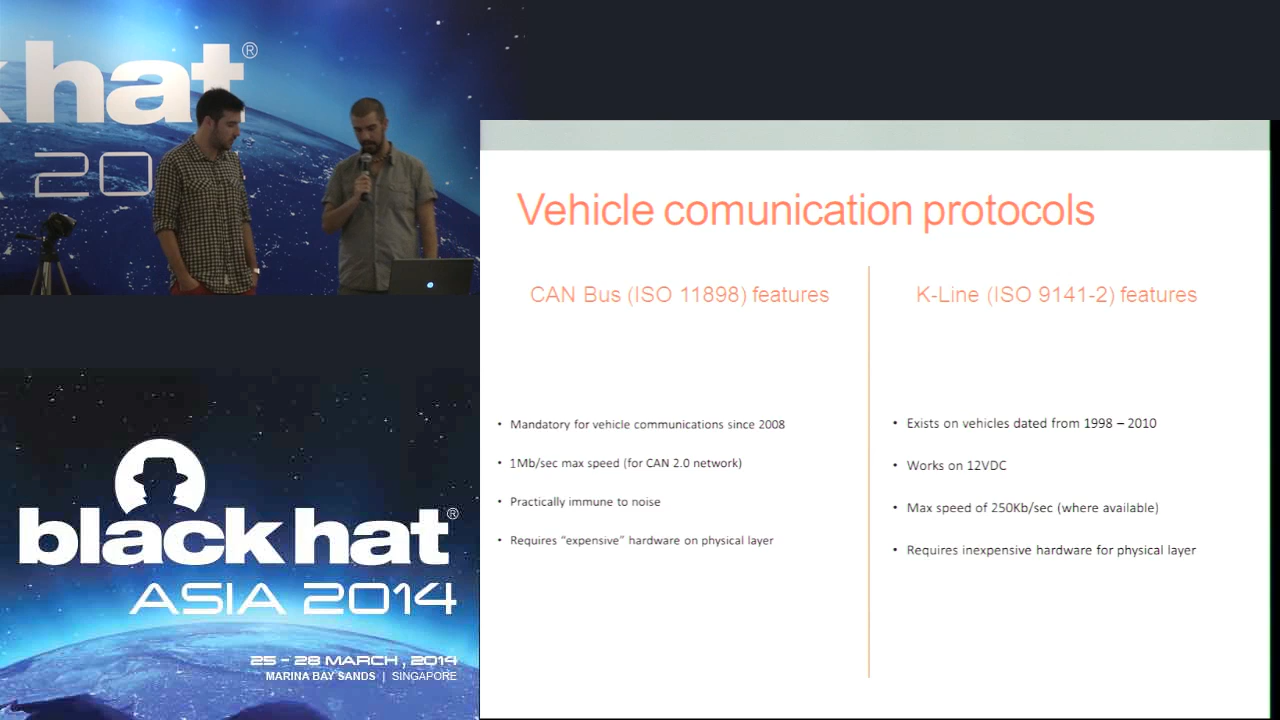 khat®
20
Vehicle comunication protocols
CAN Bus (ISO 11898) features
• Mandatory for vehicle communications since 2008
• 1Mb/sec max speed (for CAN 2.0 network)
• Practically immune to noise
• Requires “expensive” hardware on physical layer
K-Line (ISO 9141-2) features
• Exists on vehicles dated from 1998 – 2010
• Works on 12VDC
• Max speed of 250Kb/sec (where available)
• Requires inexpensive hardware for physical layer
black hat®
ASIA 2014
25 - 28 MARCH, 2014
MARINA BAY SANDS | SINGAPORE